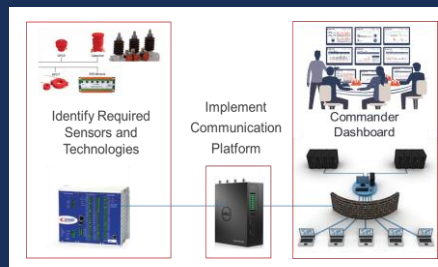 Identify Required
Sensors and
Technologies
Implement
Communication
Platform
Commander
Dashboard